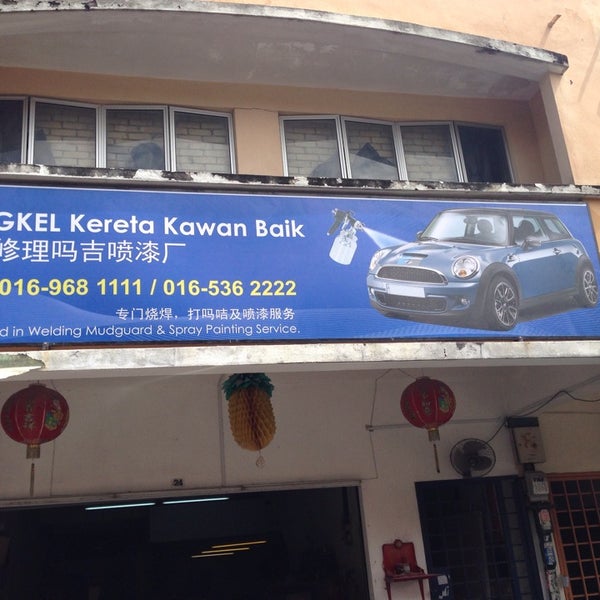 GKEL Kereta Kawan Baik
修理吗吉喷漆厂
016-968 1111 / 016-536 2222
专门烧焊，打吗咭及喷漆服务
d in Welding Mudguard & Spray Painting Service.
24